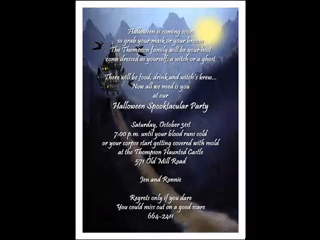 Halloween is coming soon
so grab your mask or your broom
The Thompson family will be your host
come dressed as yourself, a witch or a ghost
There will be food, drink and witch's brew...
Now all we need is you
at our
Halloween Spooktacular Party
Saturday, October 31st
7:00 p.m. until your blood runs cold
or your corps start getting covered with mold
at the Thompson Haunted Castle
571 Old Mill Road
Jen and Ronnie
Regrets only if you dare
You could miss out on a good scare
664-2411